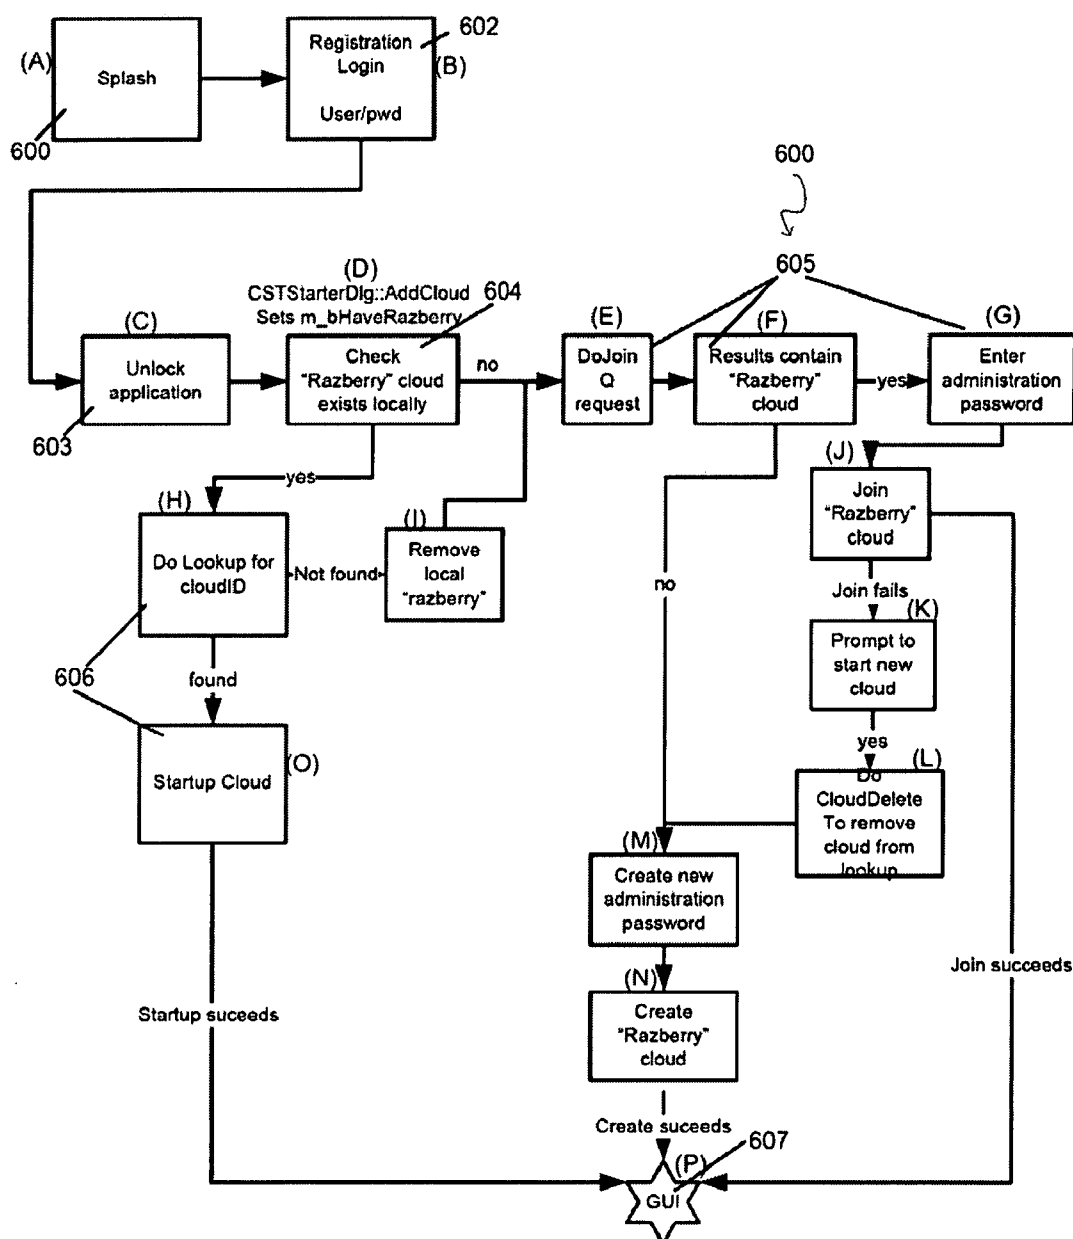 (A)
Splash
600
Registration
Login
User/pwd
602
(B)
600
605
(C)
Unlock
application
603
(D)
CSTStarterDlg::AddCloud
Sets m_bHaveRazberry
604
Check
"Razberry" cloud
exists locally
no
(E)
DoJoin
Q
request
(F)
Results contain
"Razberry"
cloud
yes
(G)
Enter
administration
password
yes
(H)
Do Lookup for
cloudID
Not found
(I)
Remove
local
"razberry"
no
(J)
Join
"Razberry"
cloud
Join fails
(K)
Prompt to
start new
cloud
606
found
yes
(L)
Do
CloudDelete
To remove
cloud from
lookup
Startup Cloud
(O)
(M)
Create new
administration
password
Join succeeds
(N)
Create
"Razberry"
cloud
Startup suceeds
Create suceeds
607
(P)
GUI